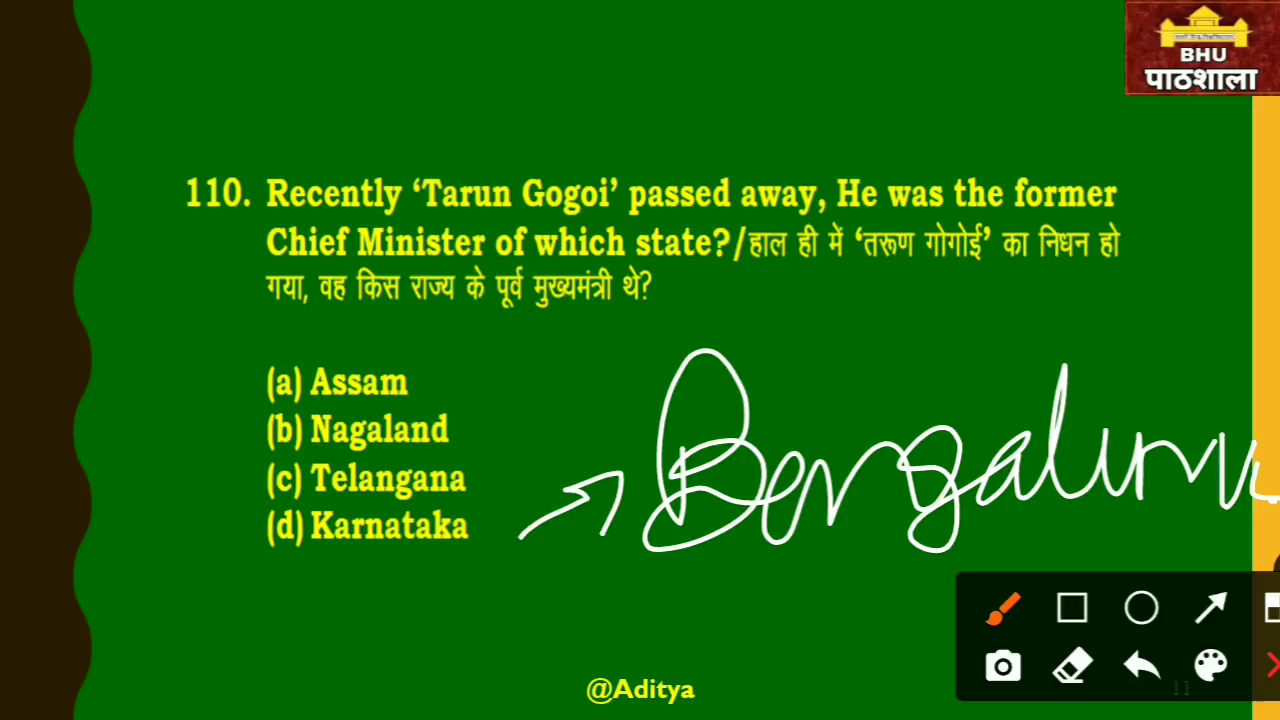 BHU
पाठशाला
110. Recently ‘Tarun Gogoi’ passed away, He was the former
Chief Minister of which state?/हाल ही में ‘तरूण गोगोई’ का निधन हो
गया, वह किस राज्य के पूर्व मुख्यमंत्री थे?
(a) Assam
(b) Nagaland
(c) Telangana
(d) Karnataka
Bengaluru
@Aditya
11